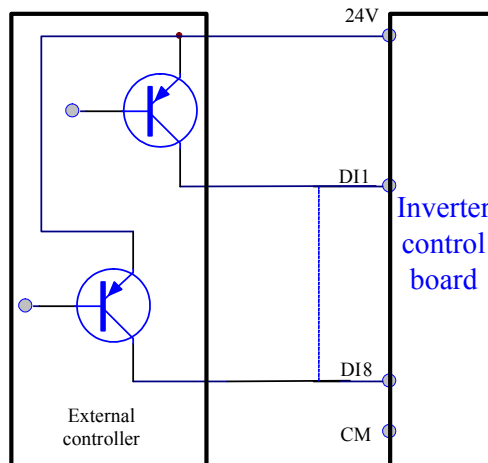 24V
DI1
Inverter
control
board
DI8
External
controller
CM